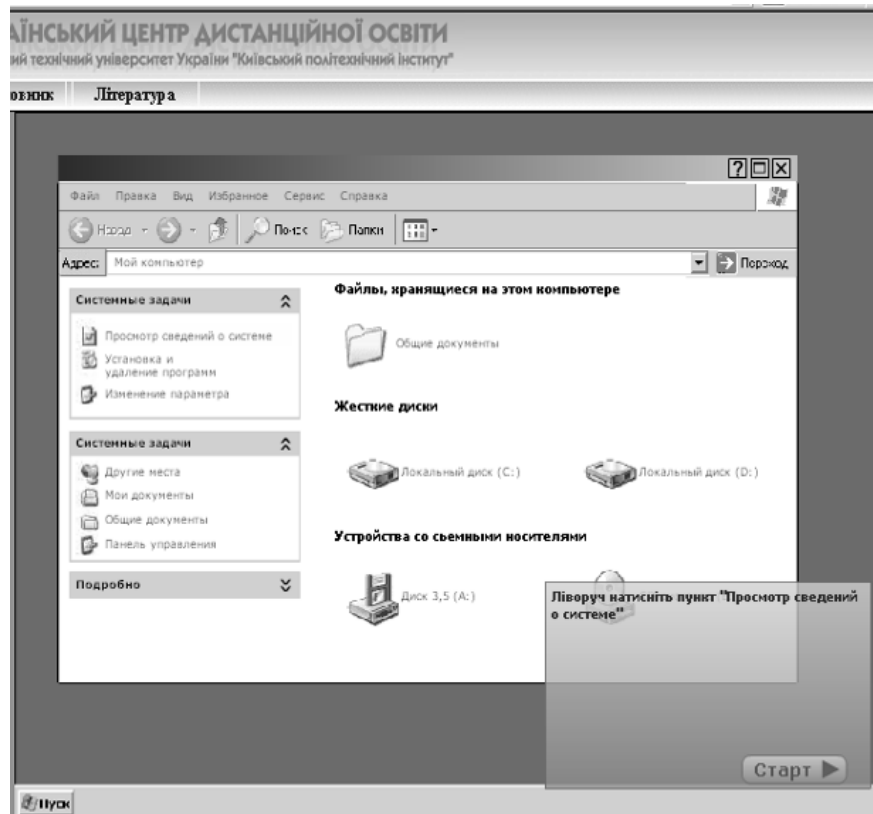 АЇНСЬКИЙ ЦЕНТР ДИСТАНЦІЙНОЇ ОСВІТИ
ий технічний університет України "Київський політехнічний інститут"
овник Література
Файл Правка Вид Избранное Сервис Справка
Назад Поиск Папки
Адрес: Мой компьютер Переход
Системные задачи
Просмотр сведений о системе
Установка и
удаление программ
Изменение параметра
Системные задачи
Другие места
Мои документы
Общие документы
Панель управления
Подробно
Файлы, хранящиеся на этом компьютере
Общие документы
Жесткие диски
Локальный диск (C:) Локальный диск (D:)
Устройства со сьемными носителями
Диск 3,5 (A:)
Ліворуч натисніть пункт "Просмотр сведений
о системе"
Старт
Пуск